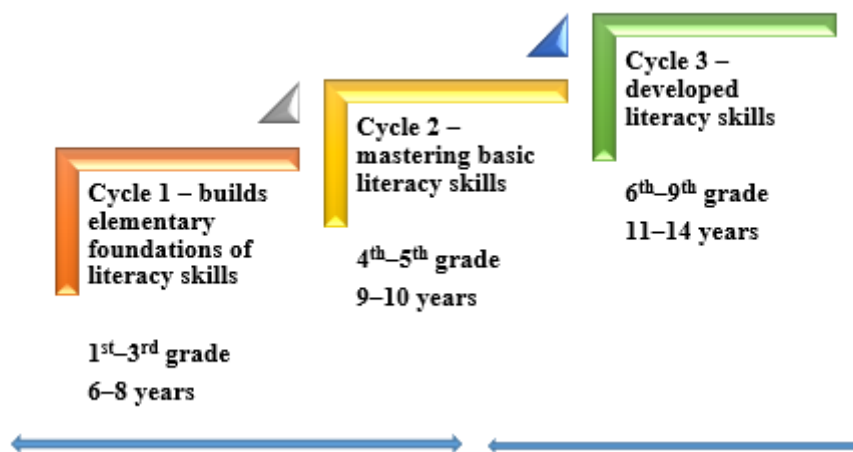 Cycle 1 – builds
elementary
foundations of
literacy skills
1st–3rd grade
6–8 years
Cycle 2 –
mastering basic
literacy skills
4th–5th grade
9–10 years
Cycle 3 –
developed
literacy skills
6th–9th grade
11–14 years